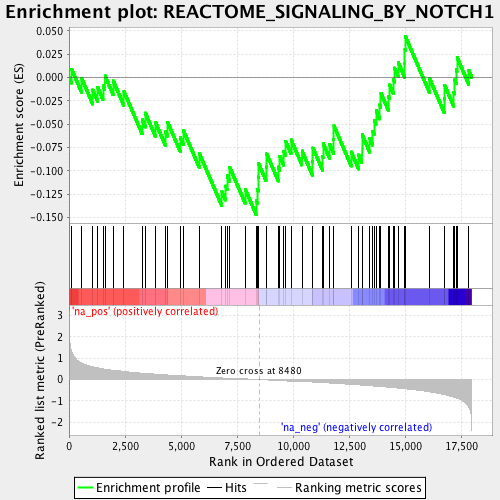 Enrichment plot: REACTOME_SIGNALING_BY_NOTCH1
Enrichment score (ES)
0.050
0.025
0.000
-0.025
-0.050
-0.075
-0.100
-0.125
-0.150
'na_pos' (positively correlated)
Ranked list metric (PreRanked)
3
2
1
0
-1
-2
Zero cross at 8480
'na_neg' (negatively correlated)
0
2,500
5,000
7,500
10,000
12,500
15,000
17,500
Rank in Ordered Dataset
Enrichment profile
Hits
Ranking metric scores